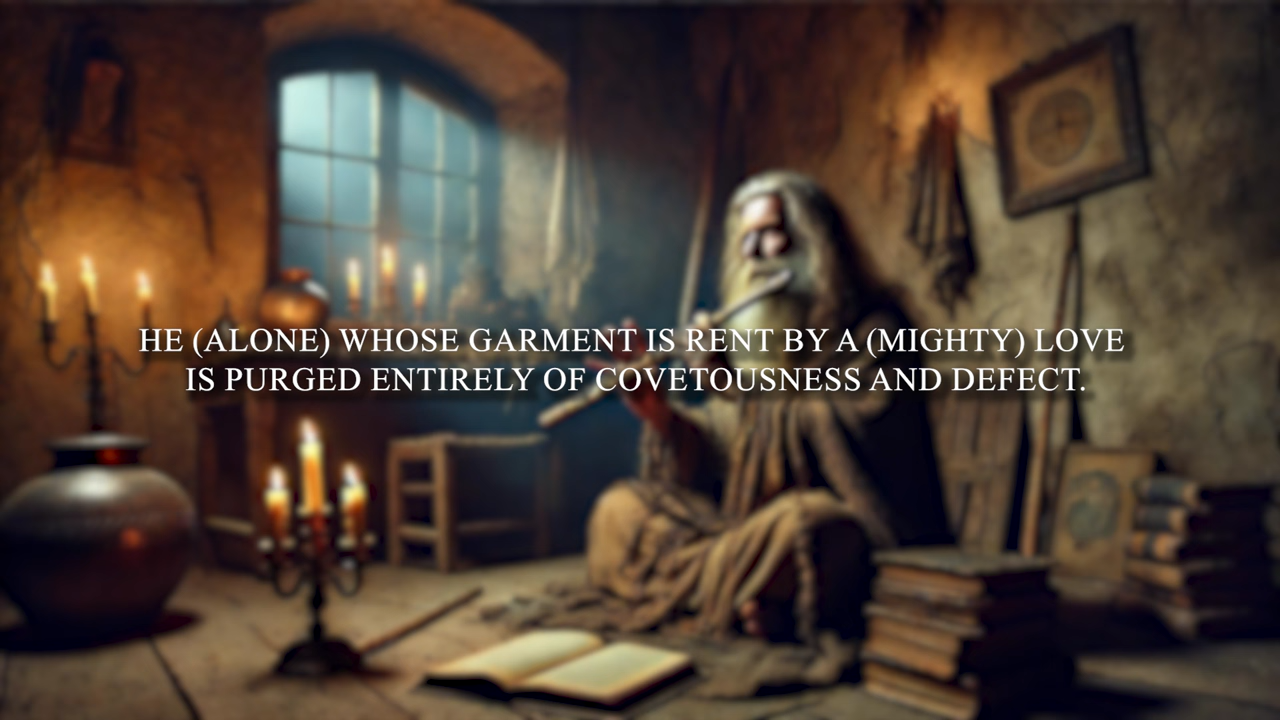 HE (ALONE) WHOSE GARMENT IS RENT BY A (MIGHTY) LOVE
IS PURGED ENTIRELY OF COVETOUSNESS AND DEFECT.